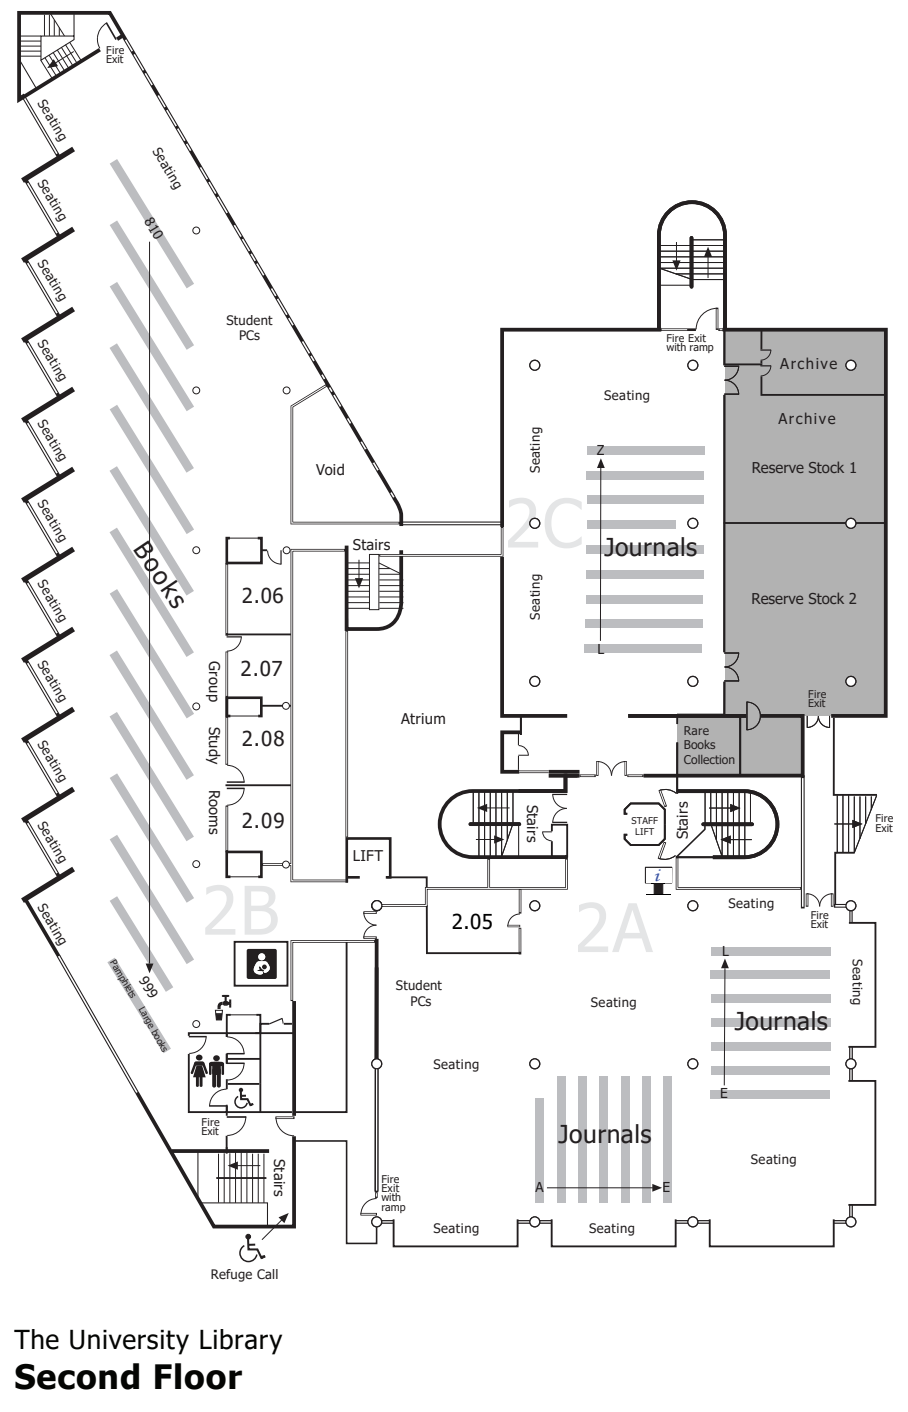 Fire
Exit
Seating
Seating
Seating
810
Seating
Seating
Student
PCs
Seating
Seating
Seating
Seating
Seating
Seating
Seating
Seating
Books
999
Pamphlets
Large books
Void
Stairs
2.06
2.07
2.08
2.09
Group
Study
Rooms
Atrium
LIFT
2B
Fire
Exit
Stairs
Refuge Call
Fire Exit
with ramp
Seating
Seating
Seating
Z
2C
Journals
L
Archive
Archive
Reserve Stock 1
Reserve Stock 2
Fire
Exit
Rare
Books
Collection
Stairs
STAFF
LIFT
Stairs
Fire
Exit
i
2.05
2A
Seating
Fire
Exit
Student
PCs
Seating
Seating
L
Journals
E
Seating
Seating
Journals
A
E
Seating
Fire
Exit
with
ramp
Seating
Seating
The University Library
Second Floor